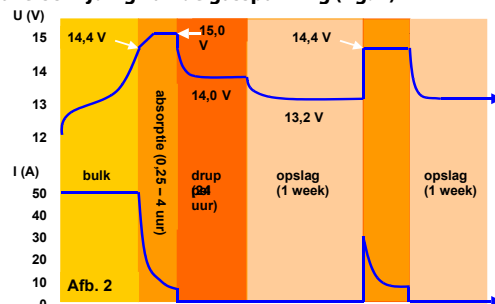 U (V)
15
14
13
12
14,4 V
15,0
V
14,0 V
13,2 V
14,4 V
absorptie (0,25 – 4 uur)
bulk
drup
(24
uur)
opslag
(1 week)
opslag
(1 week)
I (A)
50
40
30
20
10
0
Afb. 2